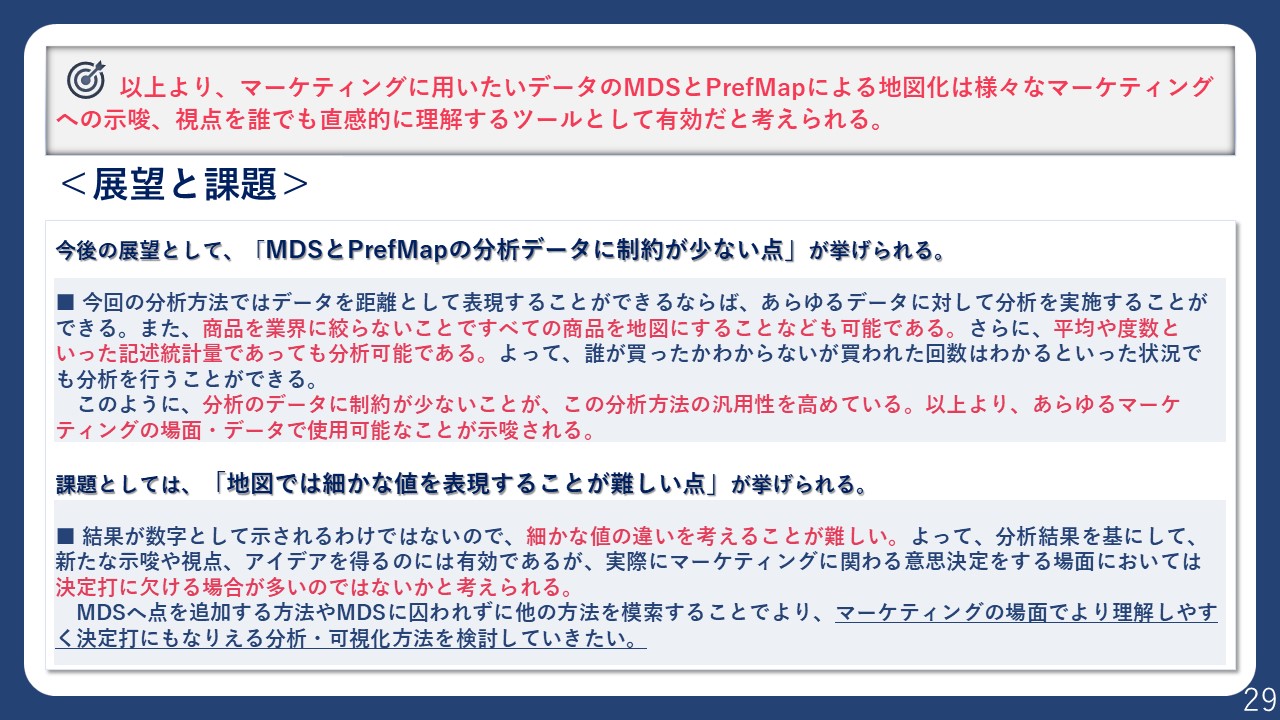 以上より、マーケティングに用いたいデータのMDSとPrefMapによる地図化は様々なマーケティング
への示唆、視点を誰でも直感的に理解するツールとして有効だと考えられる。
＜展望と課題＞
今後の展望として、「MDSとPrefMapの分析データに制約が少ない点」が挙げられる。
■ 今回の分析方法ではデータを距離として表現することができるならば、あらゆるデータに対して分析を実施することが
できる。また、商品を業界に絞らないことですべての商品を地図にすることなども可能である。さらに、平均や度数と
いった記述統計量であっても分析可能である。よって、誰が買ったかわからないが買われた回数はわかるといった状況で
も分析を行うことができる。
このように、分析のデータに制約が少ないことが、この分析方法の汎用性を高めている。以上より、あらゆるマーケ
ティングの場面・データで使用可能なことが示唆される。
課題としては、「地図では細かな値を表現することが難しい点」が挙げられる。
■ 結果が数字として示されるわけではないので、細かな値の違いを考えることが難しい。よって、分析結果を基にして、
新たな示唆や視点、アイデアを得るのには有効であるが、実際にマーケティングに関わる意思決定をする場面においては
決定打に欠ける場合が多いのではないかと考えられる。
MDSへ点を追加する方法やMDSに囚われずに他の方法を模索することでより、マーケティングの場面でより理解しやす
く決定打にもなりえる分析・可視化方法を検討していきたい。
29